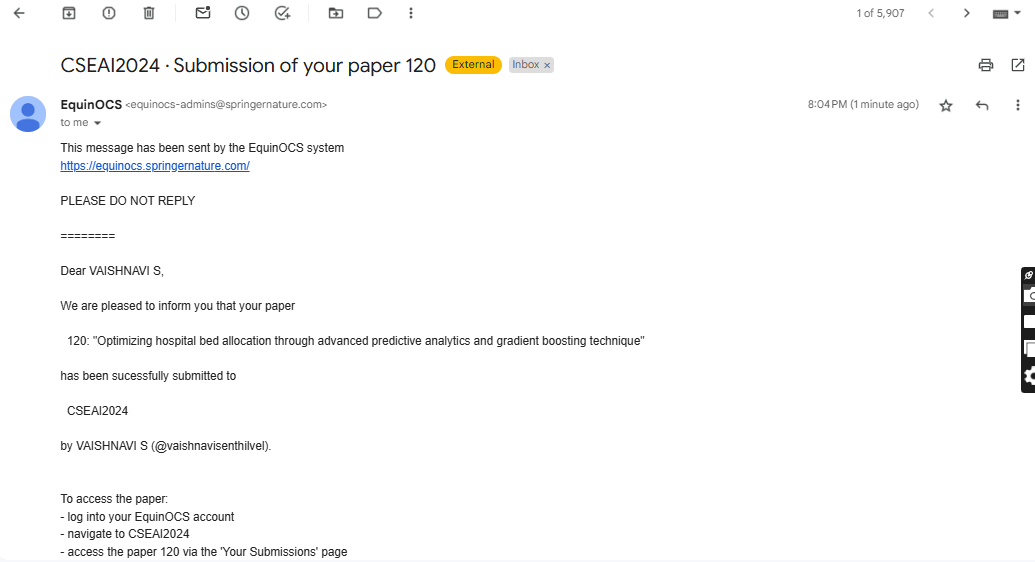 1 of 5,907
CSEAI2024 · Submission of your paper 120 External Inbox ×
EquinOCS <equinocs-admins@springernature.com> 8:04 PM (1 minute ago)
to me
This message has been sent by the EquinOCS system
https://equinocs.springernature.com/
PLEASE DO NOT REPLY
========
Dear VAISHNAVI S,
We are pleased to inform you that your paper
120: "Optimizing hospital bed allocation through advanced predictive analytics and gradient boosting technique"
has been sucessfully submitted to
CSEAI2024
by VAISHNAVI S (@vaishnavisenthilvel).
To access the paper:
- log into your EquinOCS account
- navigate to CSEAI2024
- access the paper 120 via the 'Your Submissions' page